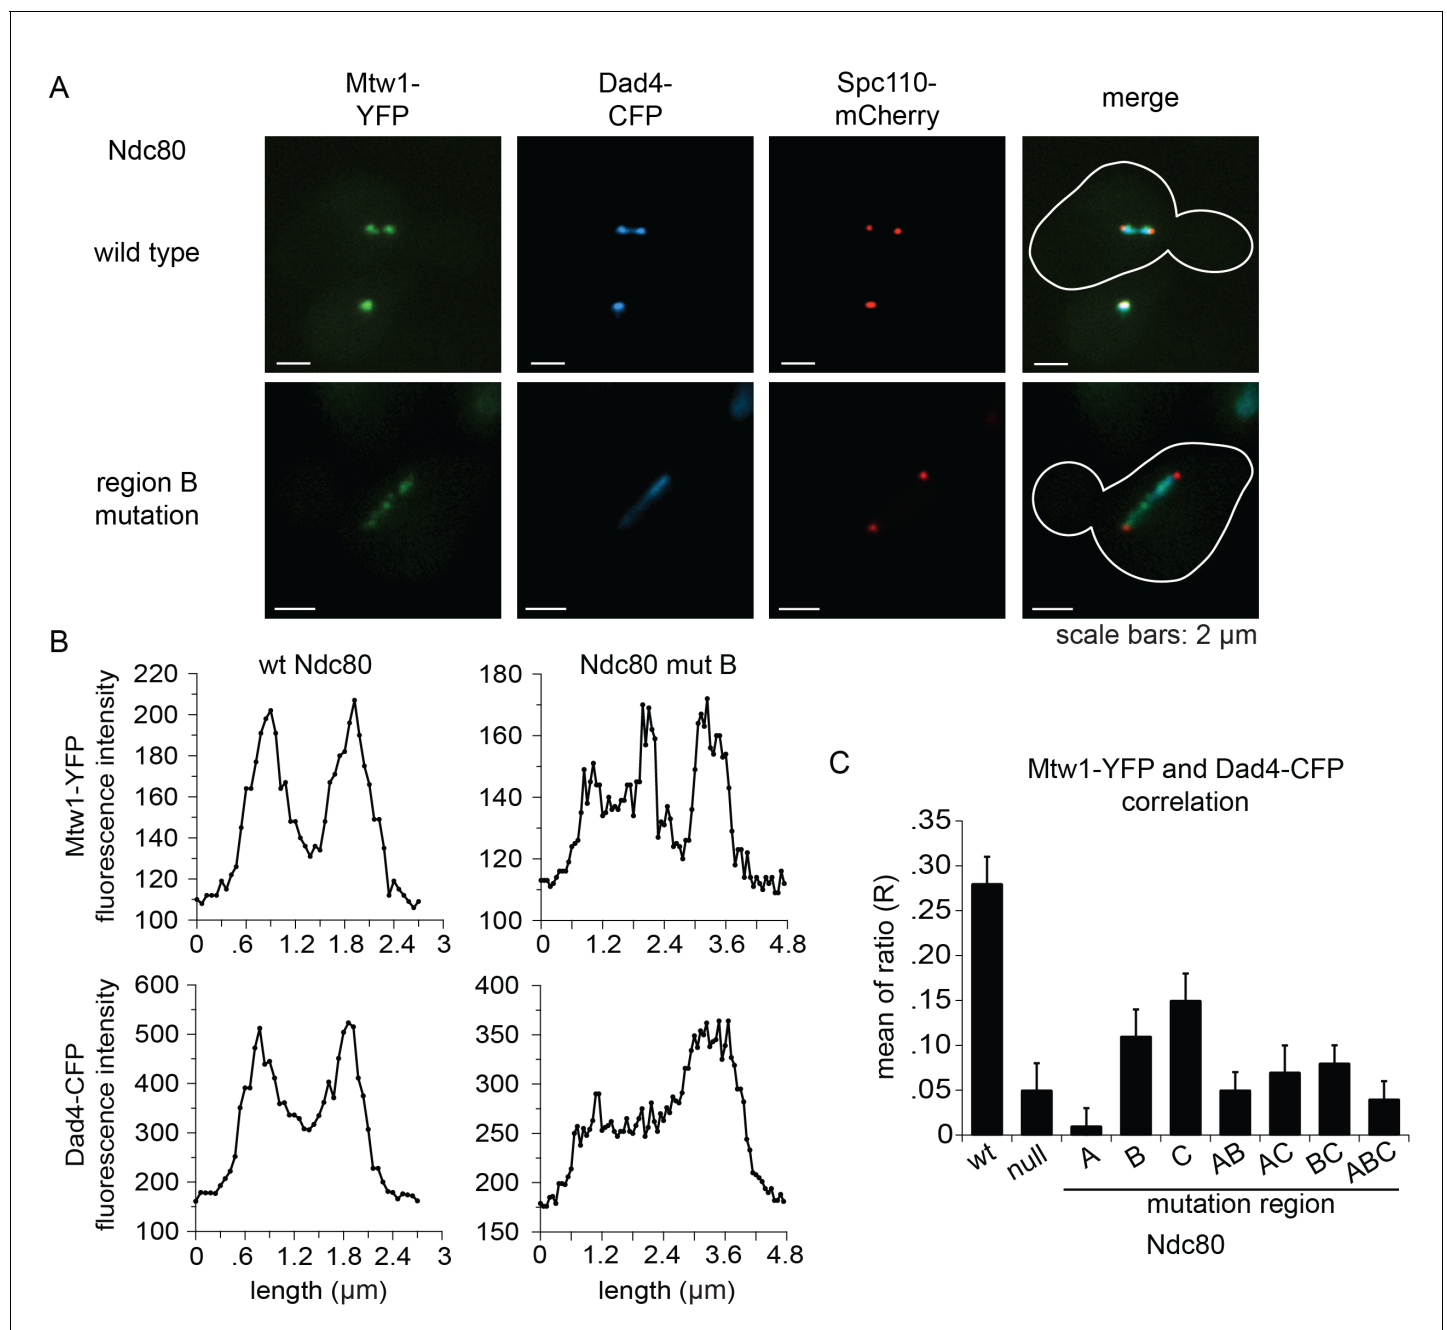 A
Mtw1-
YFP
Dad4-
CFP
Spc110-
mCherry
merge
Ndc80
wild type
region B
mutation
scale bars: 2 µm
B
wt Ndc80
Mtw1-YFP
fluorescence intensity
220
200
180
160
140
120
100
0 .6 1.2 1.8 2.4 3
Ndc80 mut B
180
160
140
120
100
0 1.2 2.4 3.6 4.8
Dad4-CFP
fluorescence intensity
600
500
400
300
200
100
0 .6 1.2 1.8 2.4 3
length (µm)
400
350
300
250
200
150
0 1.2 2.4 3.6 4.8
length (µm)
C
Mtw1-YFP and Dad4-CFP
correlation
mean of ratio (R)
.35
.30
.25
.20
.15
.10
.05
0
wt null A B C AB AC BC ABC
mutation region
Ndc80